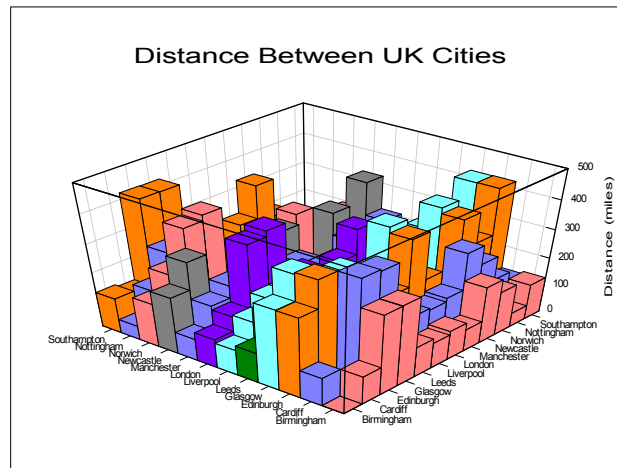 Distance Between UK Cities
500
400
300
200
100
0
Distance (miles)
Southampton
Nottingham
Norwich
Newcastle
Manchester
London
Liverpool
Leeds
Glasgow
Edinburgh
Cardiff
Birmingham
Southampton
Nottingham
Norwich
Newcastle
Manchester
London
Liverpool
Leeds
Glasgow
Edinburgh
Cardiff
Birmingham